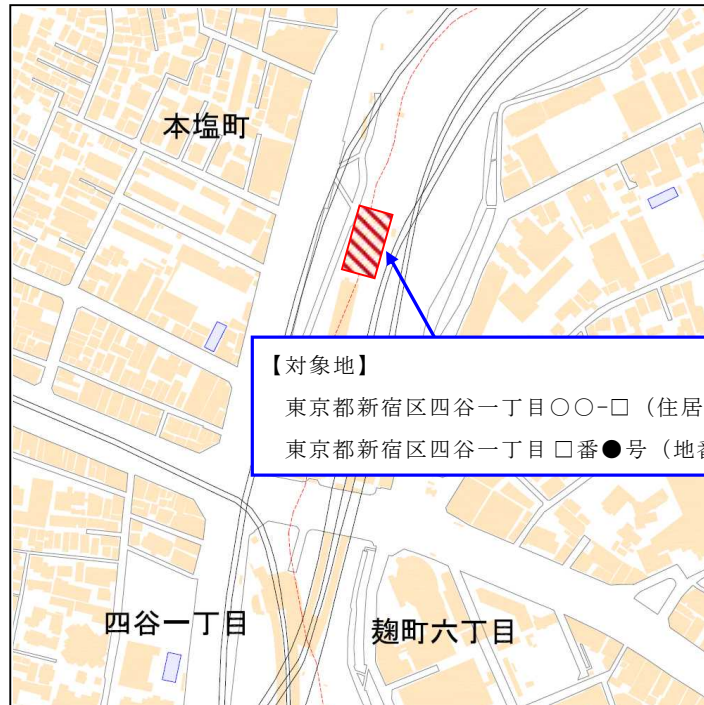 本塩町
【対象地】
東京都新宿区四谷一丁目○○-□（住居
東京都新宿区四谷一丁目□番●号（地番
四谷一丁目
麹町六丁目